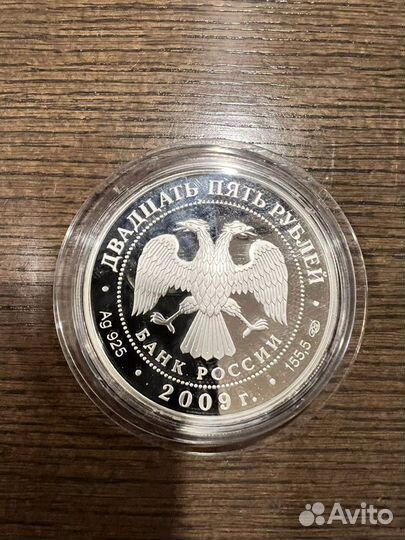 ДВАДЦАТЬ ПЯТЬ РУБЛЕЙ
БАНК РОССИИ
Ag 925
2009 г.
155,5
Avito